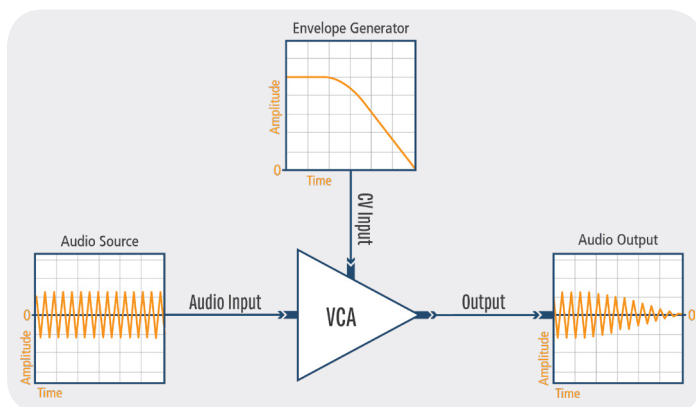 Envelope Generator
Amplitude
0
Time
CV Input
Audio Source
0
Amplitude
Time
Audio Input
VCA
Output
Audio Output
0
Amplitude
Time